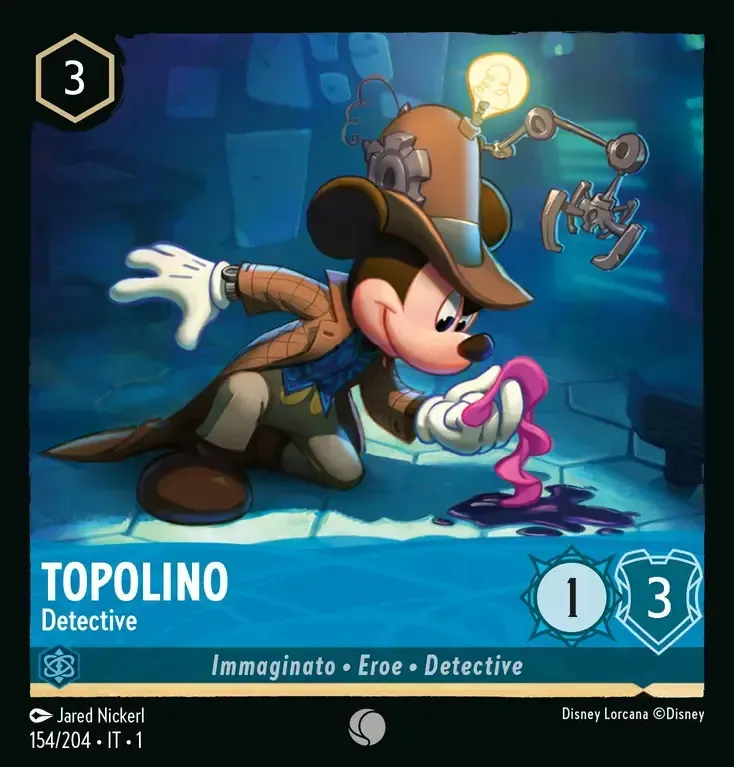 3
TOPOLINO
Detective
1
3
Immaginato • Eroe • Detective
Jared Nickerl
Disney Lorcana ©Disney
154/204 • IT • 1